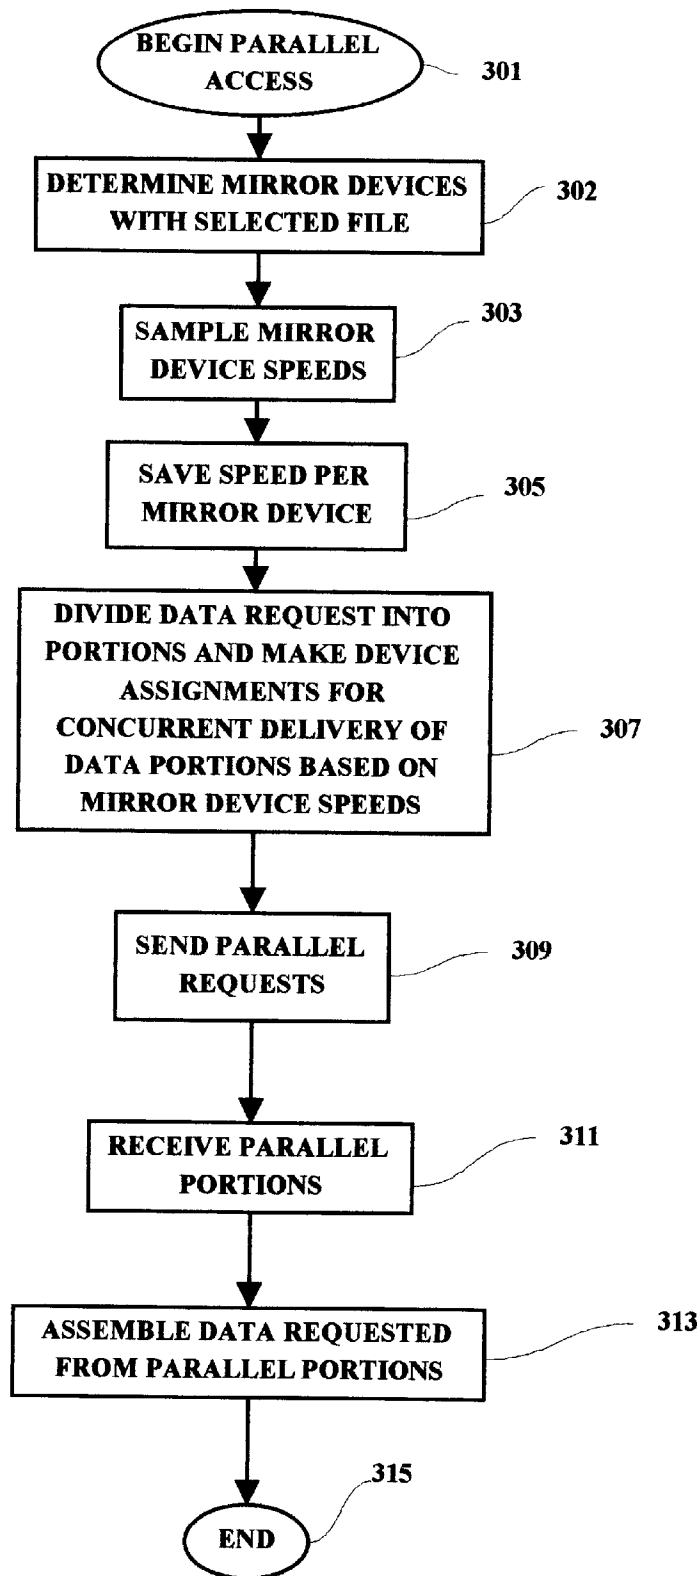 BEGIN PARALLEL
ACCESS
301
DETERMINE MIRROR DEVICES
WITH SELECTED FILE
302
SAMPLE MIRROR
DEVICE SPEEDS
303
SAVE SPEED PER
MIRROR DEVICE
305
DIVIDE DATA REQUEST INTO
PORTIONS AND MAKE DEVICE
ASSIGNMENTS FOR
CONCURRENT DELIVERY OF
DATA PORTIONS BASED ON
MIRROR DEVICE SPEEDS
307
SEND PARALLEL
REQUESTS
309
RECEIVE PARALLEL
PORTIONS
311
ASSEMBLE DATA REQUESTED
FROM PARALLEL PORTIONS
313
END
315